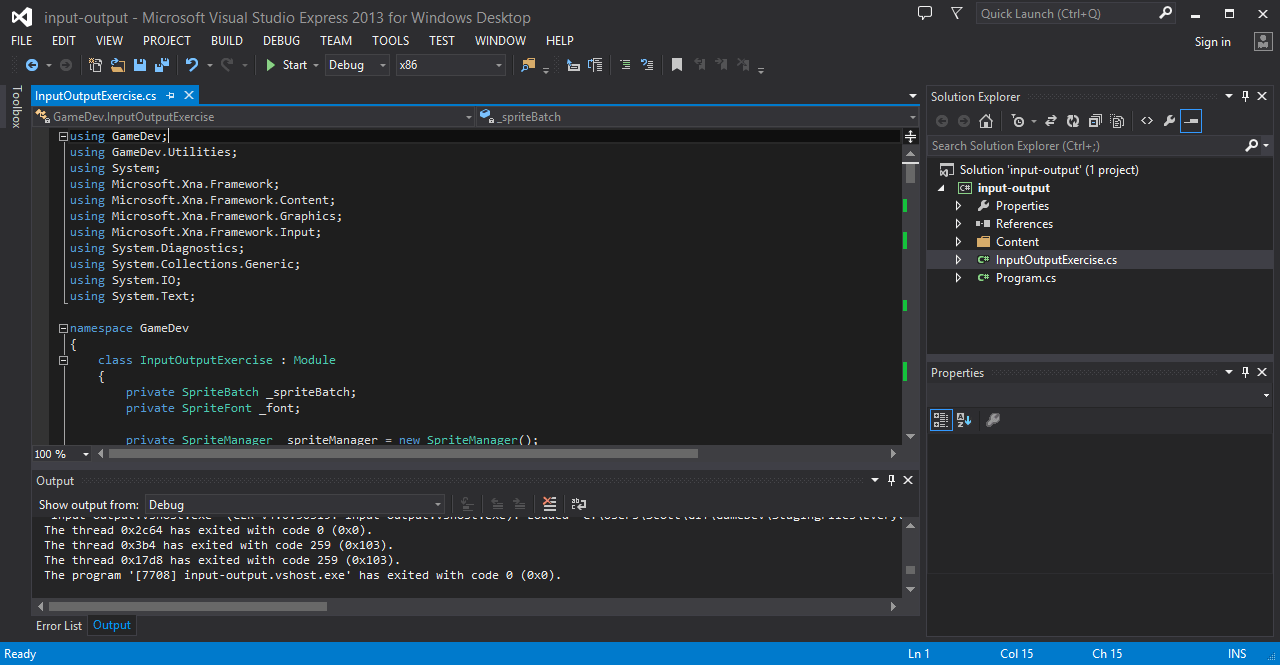 input-output - Microsoft Visual Studio Express 2013 for Windows Desktop
Quick Launch (Ctrl+Q)
FILE EDIT VIEW PROJECT BUILD DEBUG TEAM TOOLS TEST WINDOW HELP
Sign in
Start Debug x86
Toolbox
InputOutputExercise.cs
GameDev.InputOutputExercise _spriteBatch
using GameDev;
using GameDev.Utilities;
using System;
using Microsoft.Xna.Framework;
using Microsoft.Xna.Framework.Content;
using Microsoft.Xna.Framework.Graphics;
using Microsoft.Xna.Framework.Input;
using System.Diagnostics;
using System.Collections.Generic;
using System.IO;
using System.Text;
namespace GameDev
{
class InputOutputExercise : Module
{
private SpriteBatch _spriteBatch;
private SpriteFont _font;
private SpriteManager _spriteManager = new SpriteManager();
100 %
Output
Show output from: Debug
The thread 0x2c64 has exited with code 0 (0x0).
The thread 0x3b4 has exited with code 259 (0x103).
The thread 0x17d8 has exited with code 259 (0x103).
The program '[7708] input-output.vshost.exe' has exited with code 0 (0x0).
Error List Output
Solution Explorer
Search Solution Explorer (Ctrl+;)
Solution 'input-output' (1 project)
C# input-output
Properties
References
Content
C# InputOutputExercise.cs
C# Program.cs
Properties
Ready Ln 1 Col 15 Ch 15 INS